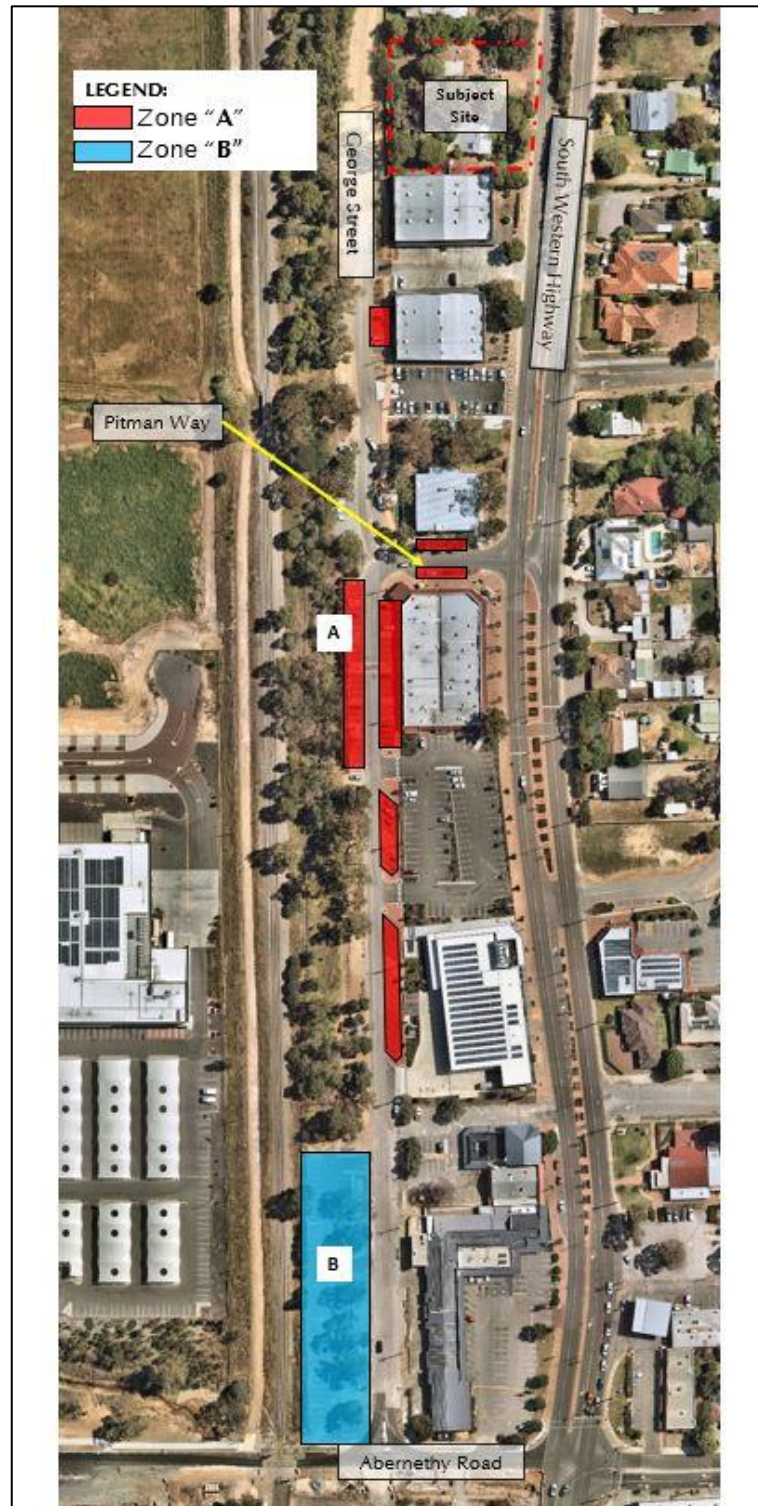 LEGEND:
Zone "A"
Zone "B"
Subject
Site
George Street
South Western Highway
Pitman Way
A
B
Abernethy Road